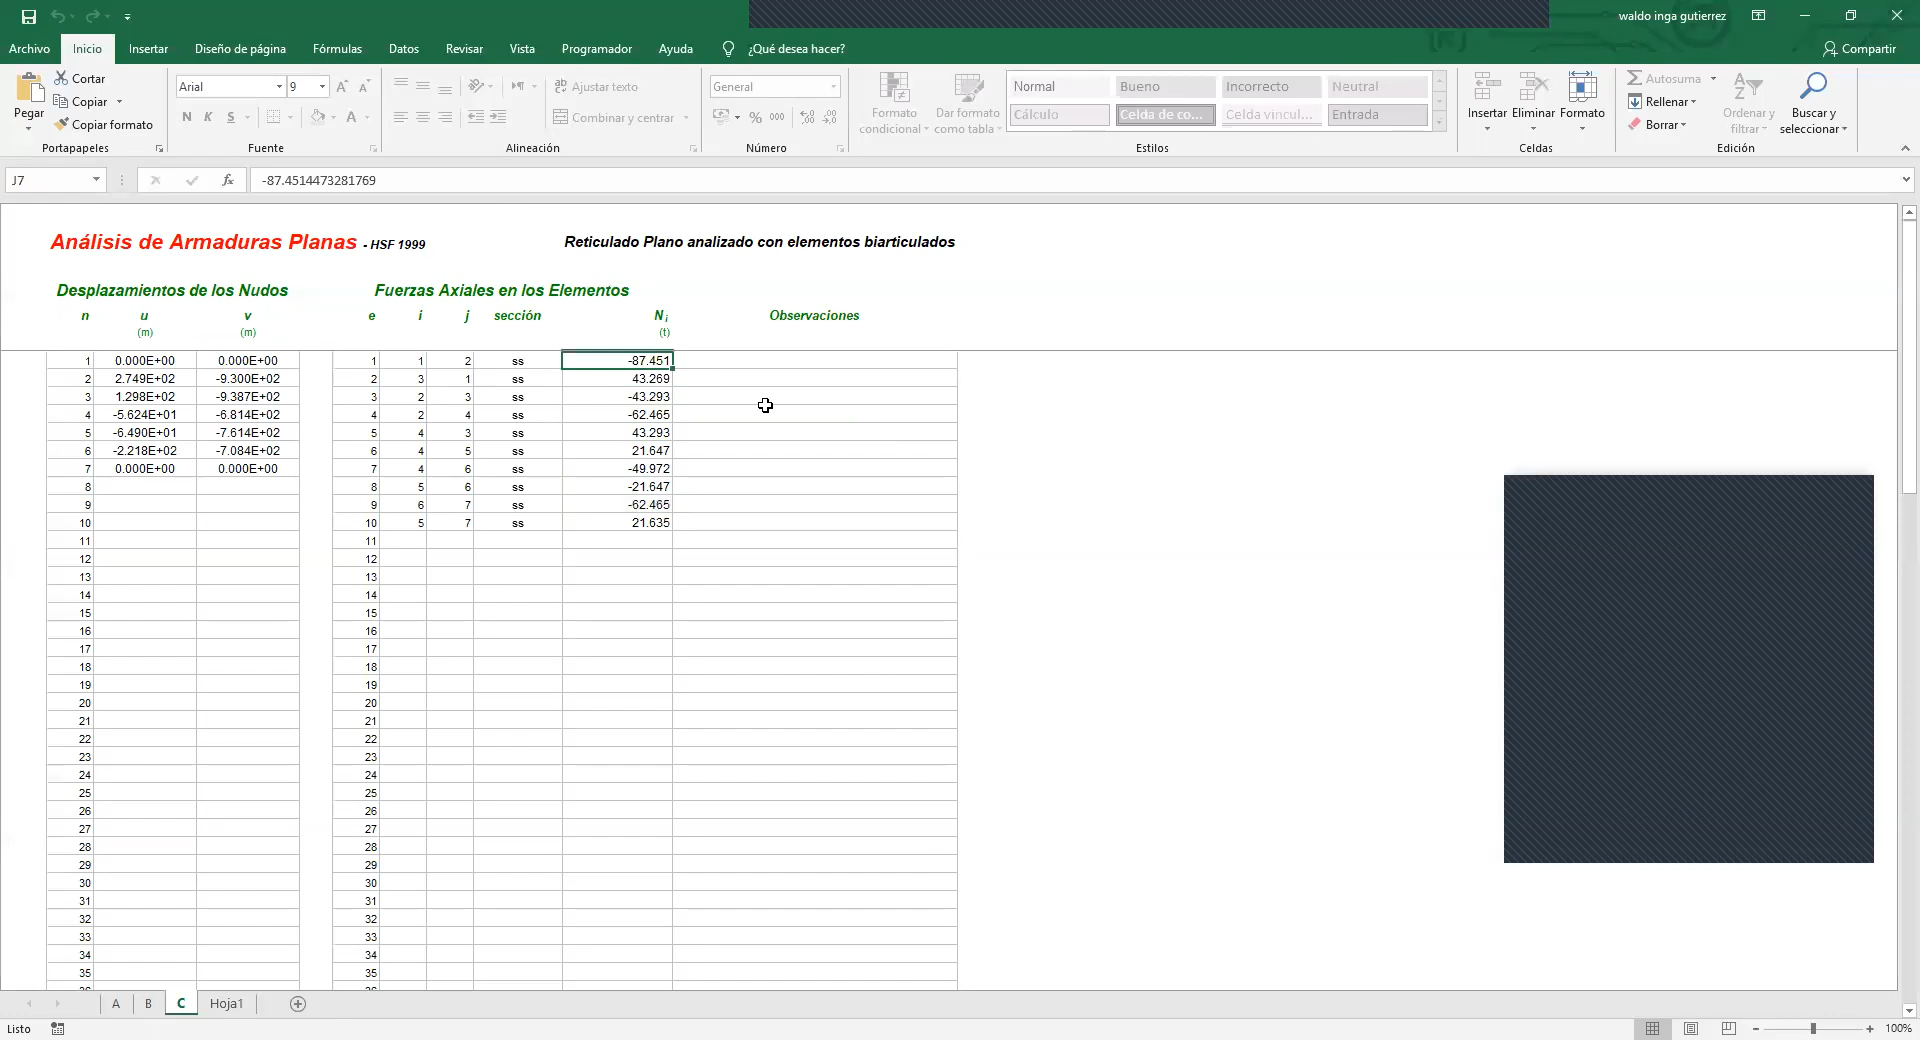 waldo inga gutierrez
Archivo Inicio Insertar Diseño de página Fórmulas Datos Revisar Vista Programador Ayuda ¿Qué desea hacer? Compartir
Pegar
Cortar
Copiar
Copiar formato
Portapapeles
Arial 9
N K S
Fuente
Ajustar texto
Combinar y centrar
Alineación
General
% 000
Número
Formato condicional
Dar formato como tabla
Normal Bueno Incorrecto Neutral
Cálculo Celda de co... Celda vincul... Entrada
Estilos
Insertar Eliminar Formato
Celdas
Autosuma
Rellenar
Borrar
Ordenar y filtrar
Buscar y seleccionar
Edición
J7 fx -87.4514473281769
Análisis de Armaduras Planas - HSF 1999 Reticulado Plano analizado con elementos biarticulados
Desplazamientos de los Nudos Fuerzas Axiales en los Elementos
n u v e i j sección N i Observaciones
(m) (m) (t)
1 0.000E+00 0.000E+00 1 1 2 ss -87.451
2 2.749E+02 -9.300E+02 2 3 1 ss 43.269
3 1.298E+02 -9.387E+02 3 2 3 ss -43.293
4 -5.624E+01 -6.814E+02 4 2 4 ss -62.465
5 -6.490E+01 -7.614E+02 5 4 3 ss 43.293
6 -2.218E+02 -7.084E+02 6 4 5 ss 21.647
7 0.000E+00 0.000E+00 7 4 6 ss -49.972
8 8 5 6 ss -21.647
9 9 6 7 ss -62.465
10 10 5 7 ss 21.635
11 11
12 12
13 13
14 14
15 15
16 16
17 17
18 18
19 19
20 20
21 21
22 22
23 23
24 24
25 25
26 26
27 27
28 28
29 29
30 30
31 31
32 32
33 33
34 34
35 35
A B C Hoja1
Listo 100%